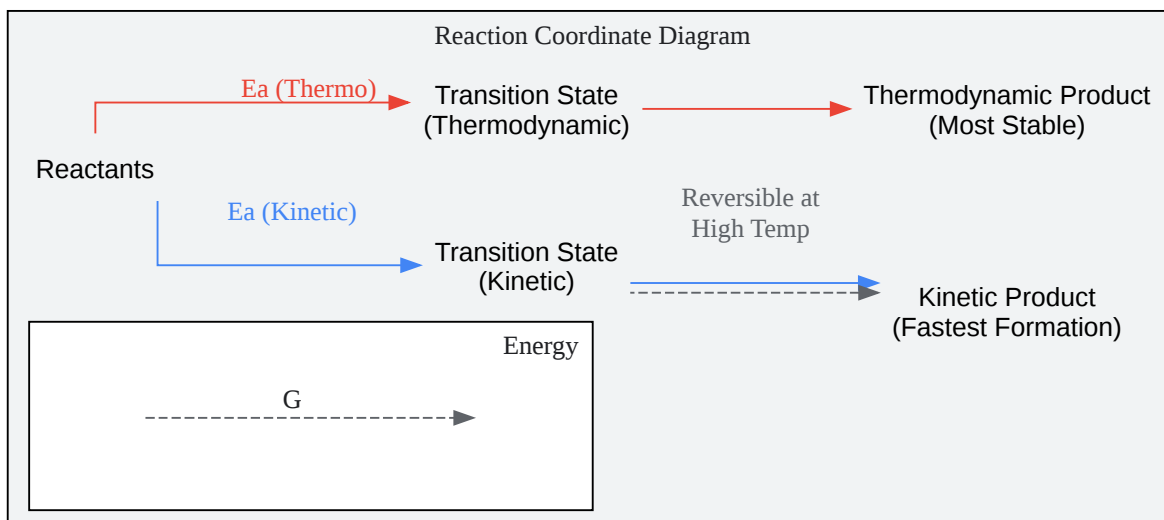 Reaction Coordinate Diagram
Ea (Thermo)
Transition State
(Thermodynamic)
Thermodynamic Product
(Most Stable)
Reactants
Ea (Kinetic)
Reversible at
High Temp
Transition State
(Kinetic)
Kinetic Product
(Fastest Formation)
Energy
G